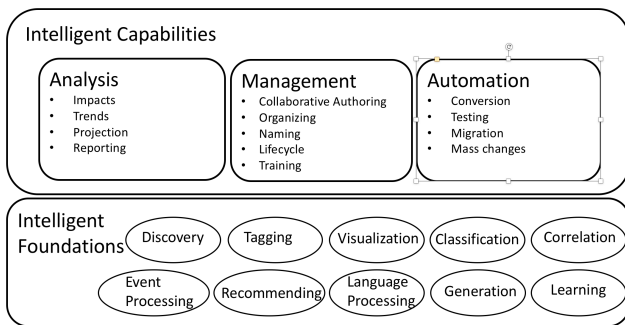 Intelligent Capabilities
Analysis
• Impacts
• Trends
• Projection
• Reporting
Management
• Collaborative Authoring
• Organizing
• Naming
• Lifecycle
• Training
Automation
• Conversion
• Testing
• Migration
• Mass changes
Intelligent
Foundations
Discovery
Tagging
Visualization
Classification
Correlation
Event
Processing
Recommending
Language
Processing
Generation
Learning